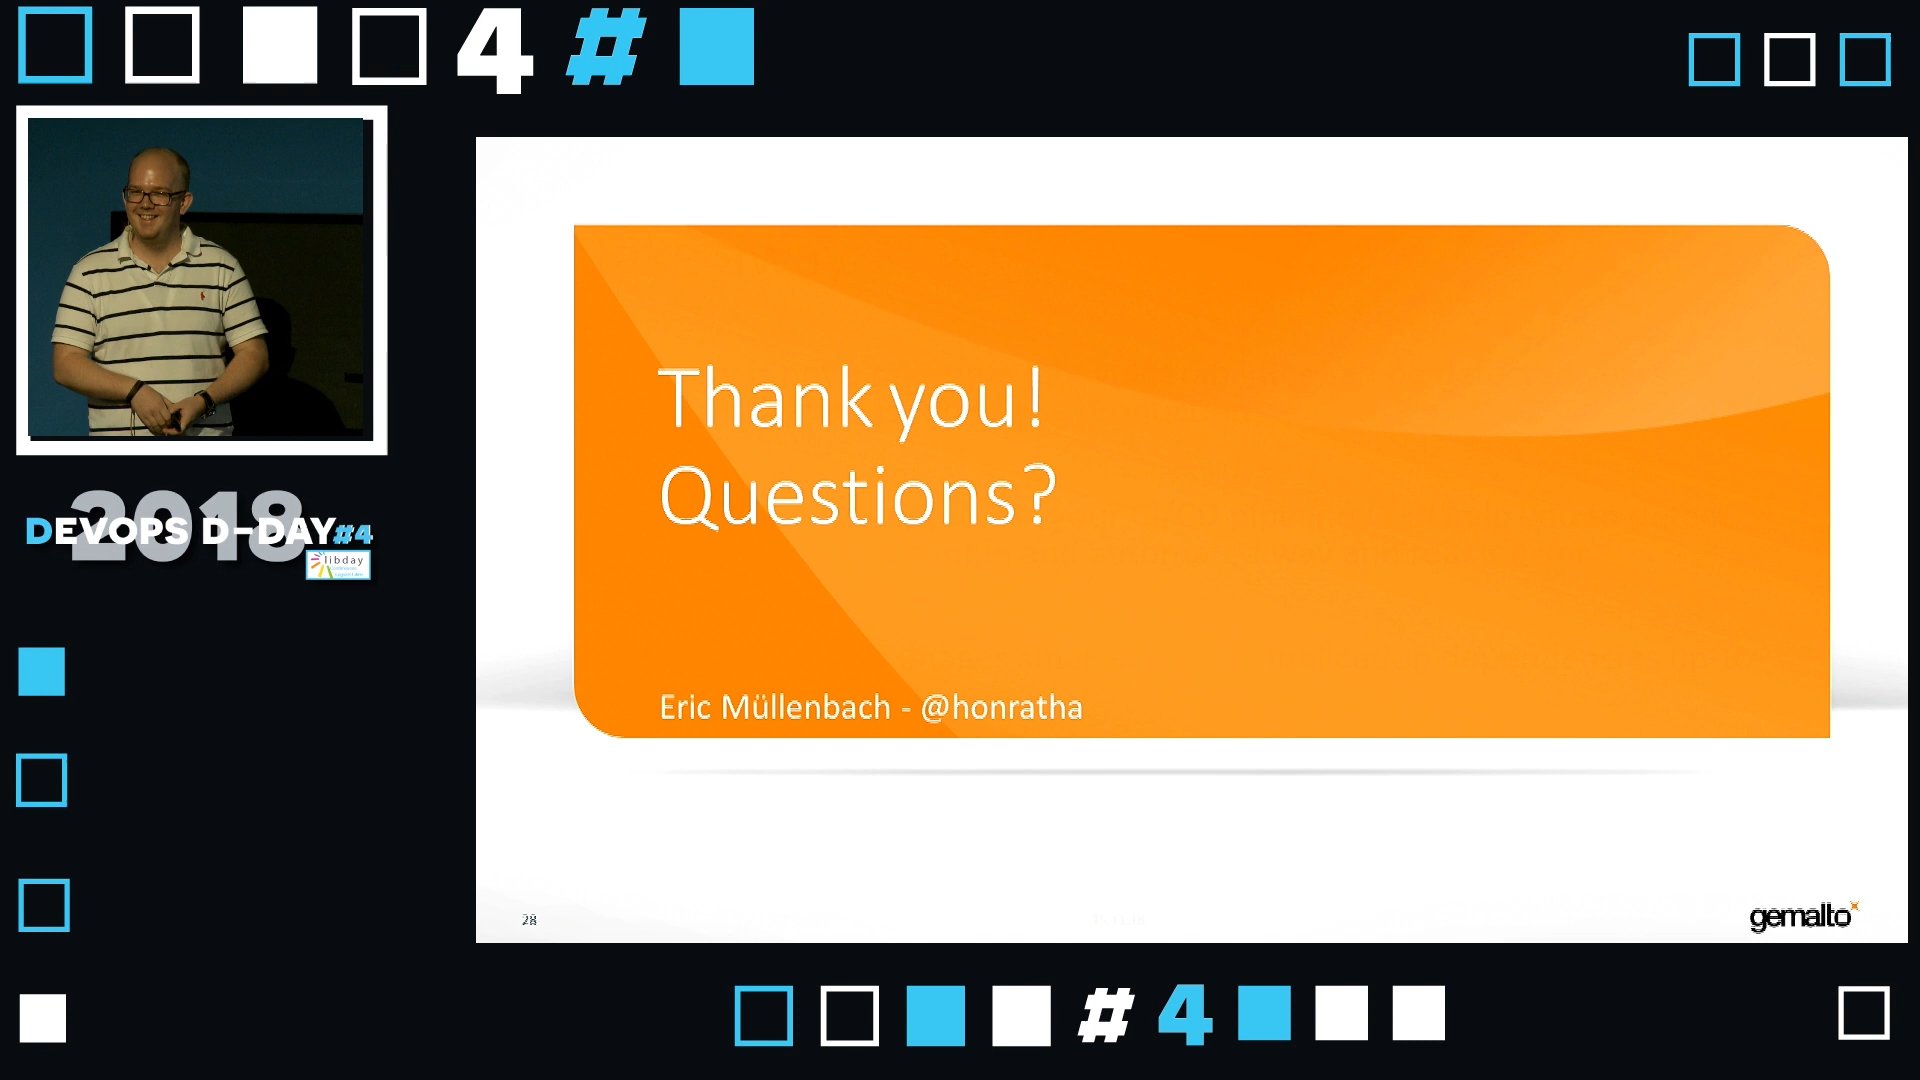 4 #
2018
DEVOPS D-DAY#4
libday
Thank you!
Questions?
Eric Müllenbach - @honratha
28
gemalto
# 4